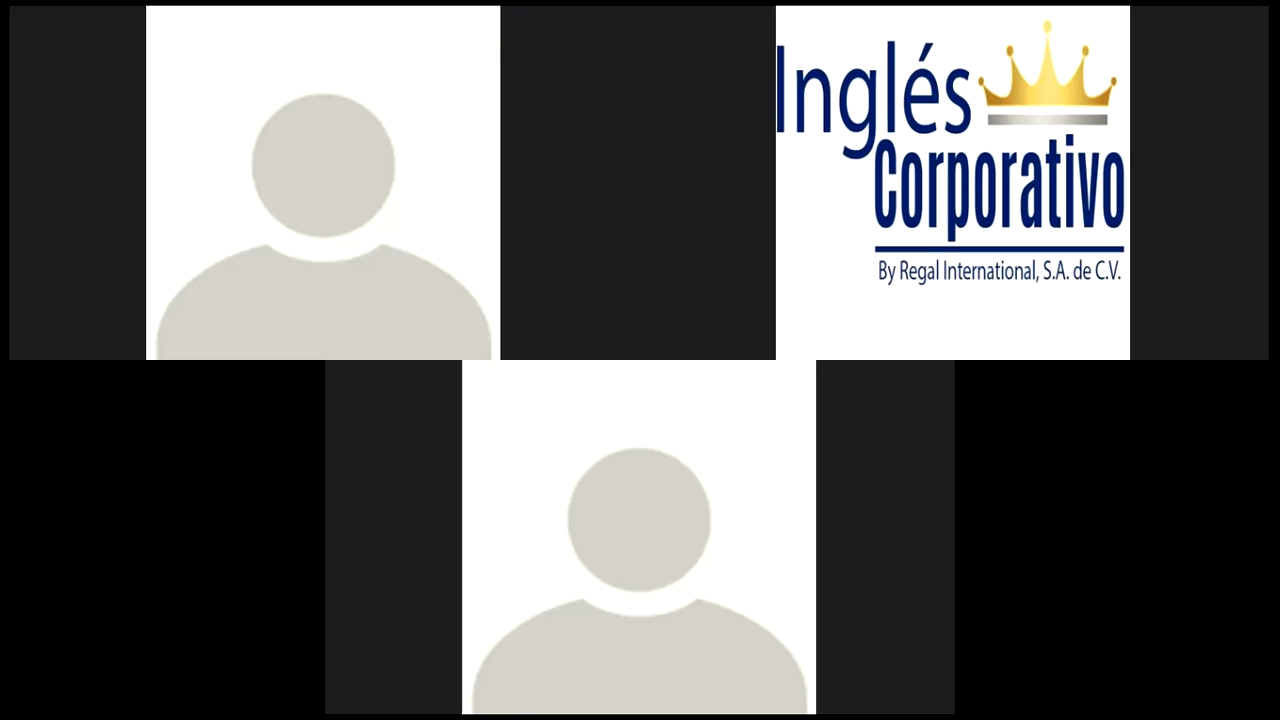 Inglés
Corporativo
By Regal International, S.A. de C.V.